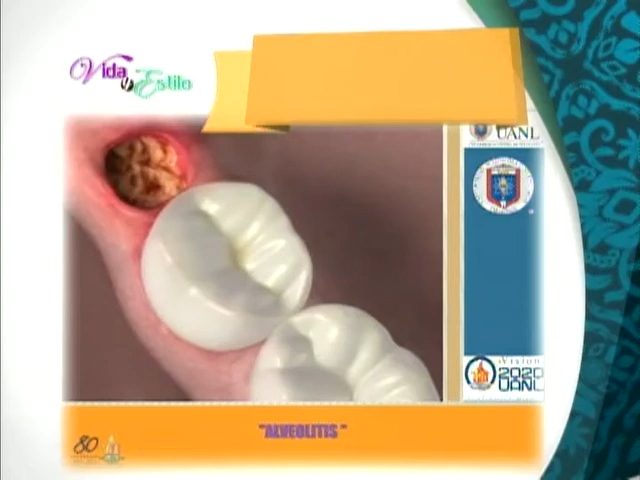 Vida
y Estilo
UANL
Visión
2020
UANL
"ALVEOLITIS"
80